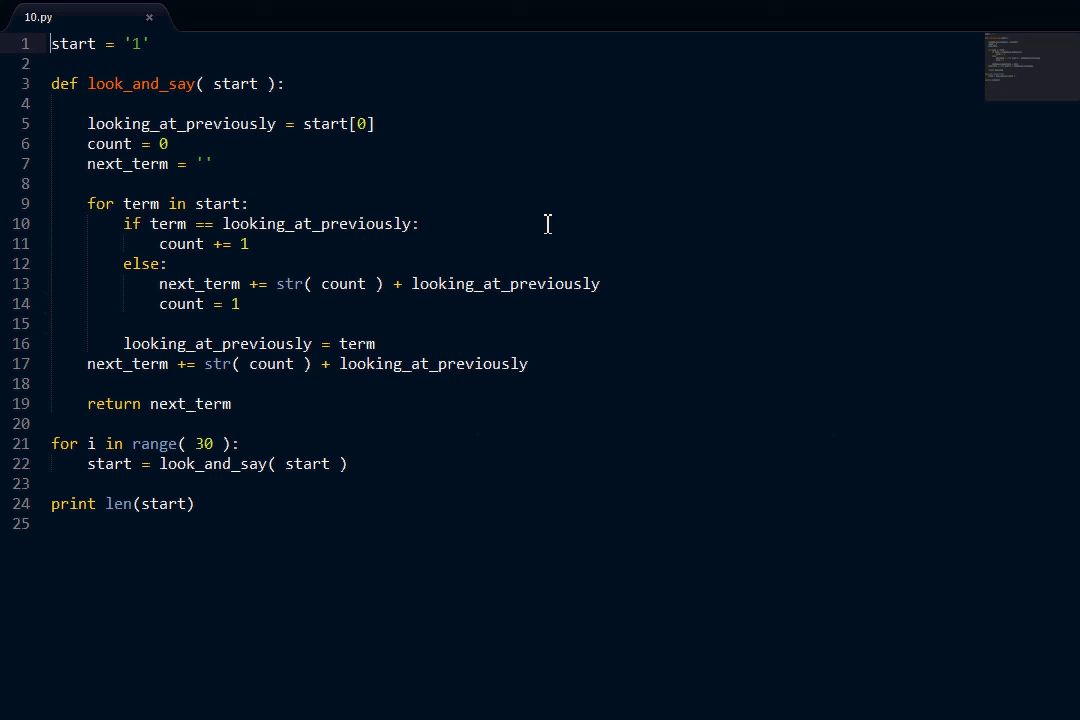 10.py ×
1 start = '1'
2
3 def look_and_say( start ):
4
5     looking_at_previously = start[0]
6     count = 0
7     next_term = ''
8
9     for term in start:
10         if term == looking_at_previously:
11             count += 1
12         else:
13             next_term += str( count ) + looking_at_previously
14             count = 1
15
16         looking_at_previously = term
17     next_term += str( count ) + looking_at_previously
18
19     return next_term
20
21 for i in range( 30 ):
22     start = look_and_say( start )
23
24 print len(start)
25